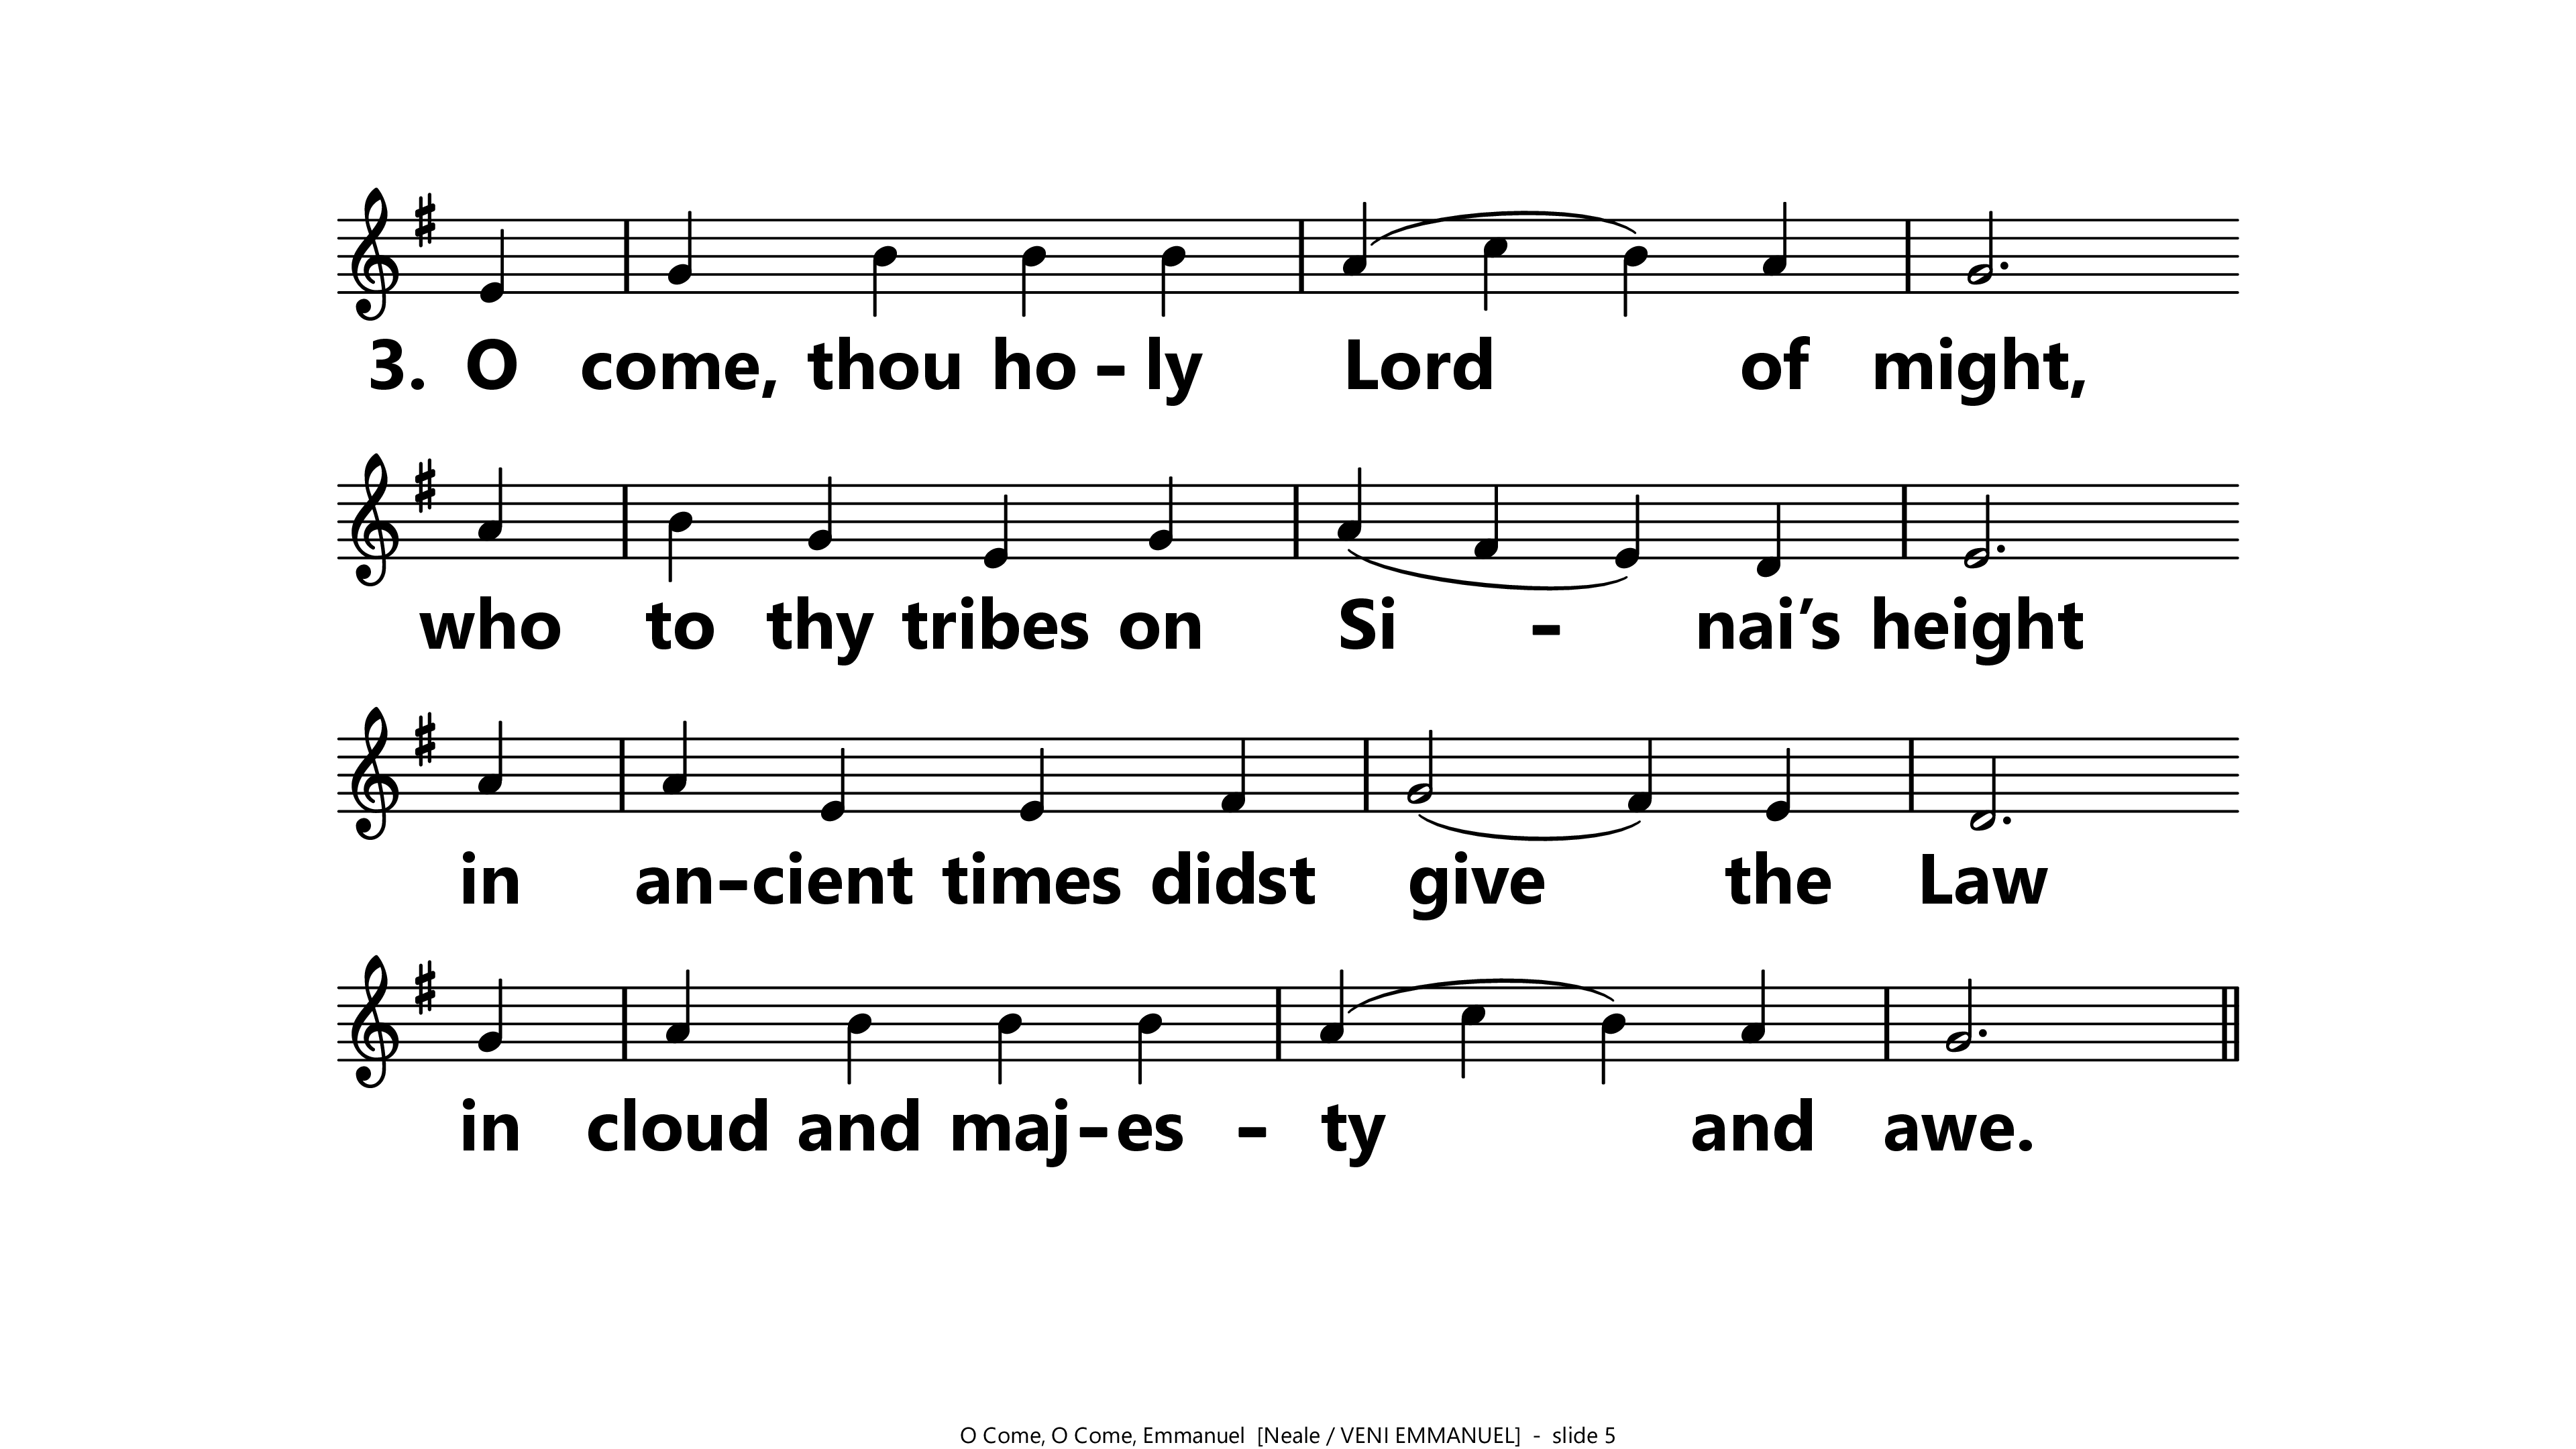 3. O come, thou ho - ly Lord of might,
who to thy tribes on Si - nai’s height
in an-cient times didst give the Law
in cloud and maj-es - ty and awe.
O Come, O Come, Emmanuel [Neale / VENI EMMANUEL] - slide 5